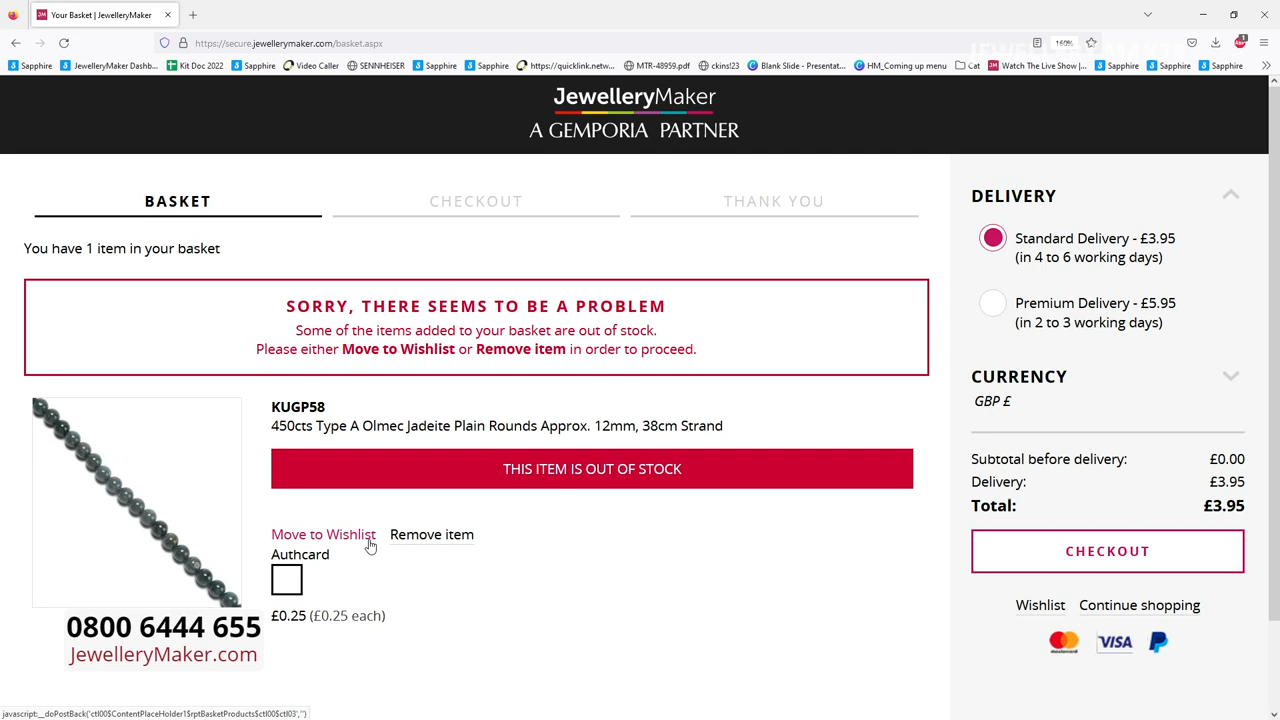 Your Basket | JewelleryMaker
https://secure.jewellerymaker.com/basket.aspx
160%
Sapphire
JewelleryMaker Dashb...
Kit Doc 2022
Sapphire
Video Caller
SENNHEISER
Sapphire
Sapphire
https://quicklink.netw...
MTR-48959.pdf
ckins!23
Blank Slide - Presentat...
HM_Coming up menu
Cat
Watch The Live Show |...
Sapphire
Sapphire
Sapphire
JewelleryMaker
A GEMPORIA PARTNER
BASKET
CHECKOUT
THANK YOU
You have 1 item in your basket
SORRY, THERE SEEMS TO BE A PROBLEM
Some of the items added to your basket are out of stock.
Please either Move to Wishlist or Remove item in order to proceed.
KUGP58
450cts Type A Olmec Jadeite Plain Rounds Approx. 12mm, 38cm Strand
THIS ITEM IS OUT OF STOCK
Move to Wishlist Remove item
Authcard
£0.25 (£0.25 each)
0800 6444 655
JewelleryMaker.com
DELIVERY
Standard Delivery - £3.95
(in 4 to 6 working days)
Premium Delivery - £5.95
(in 2 to 3 working days)
CURRENCY
GBP £
Subtotal before delivery: £0.00
Delivery: £3.95
Total: £3.95
CHECKOUT
Wishlist Continue shopping
mastercard VISA
javascript:__doPostBack('ctl00$ContentPlaceHolder1$rptBasketProducts$ctl00$ctl03','')